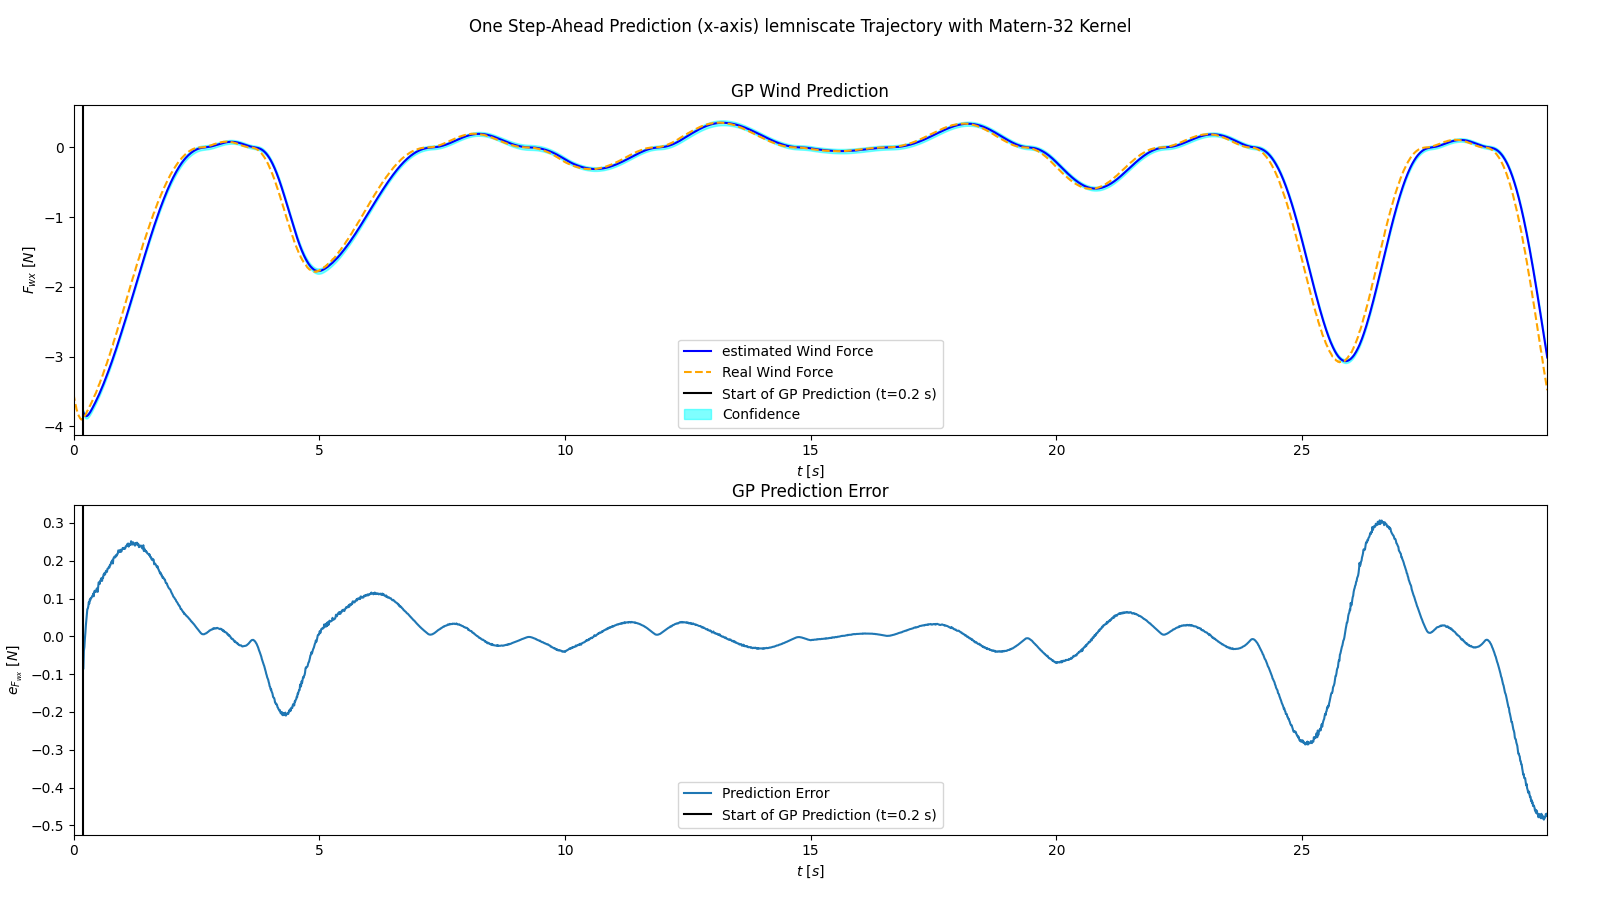 One Step-Ahead Prediction (x-axis) lemniscate Trajectory with Matern-32 Kernel
GP Wind Prediction
0
−1
−2
−3
−4
F_wx [N]
estimated Wind Force
Real Wind Force
Start of GP Prediction (t=0.2 s)
Confidence
0 5 10 15 20 25
t [s]
GP Prediction Error
0.3
0.2
0.1
0.0
−0.1
−0.2
−0.3
−0.4
−0.5
e_F_wx [N]
Prediction Error
Start of GP Prediction (t=0.2 s)
0 5 10 15 20 25
t [s]